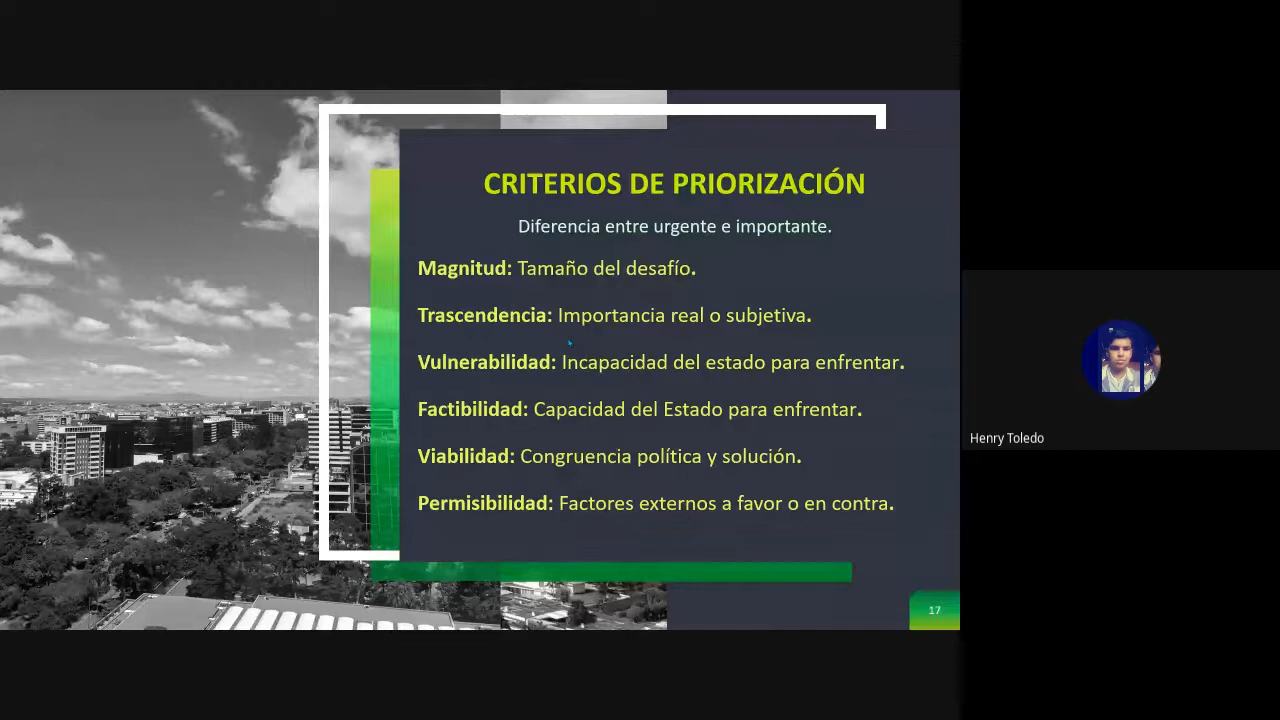 CRITERIOS DE PRIORIZACIÓN
Diferencia entre urgente e importante.
Magnitud: Tamaño del desafío.
Trascendencia: Importancia real o subjetiva.
Vulnerabilidad: Incapacidad del estado para enfrentar.
Factibilidad: Capacidad del Estado para enfrentar.
Viabilidad: Congruencia política y solución.
Permisibilidad: Factores externos a favor o en contra.
17
Henry Toledo